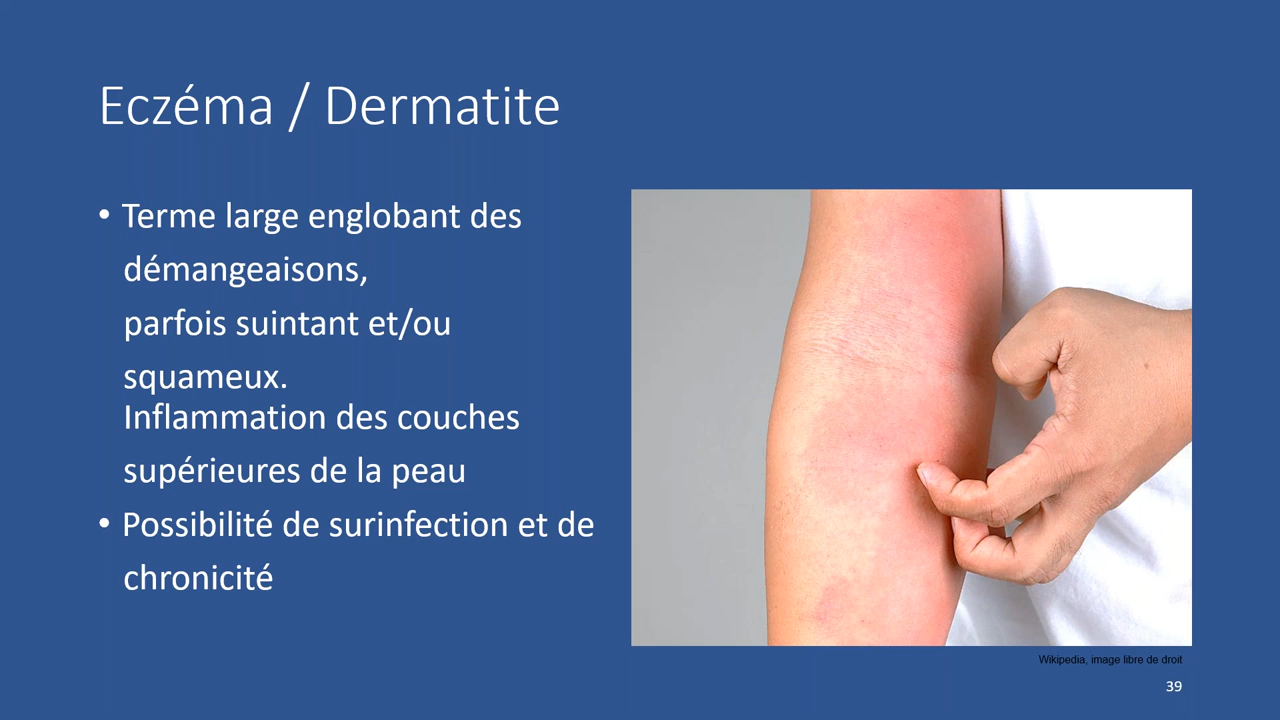 Eczéma / Dermatite
• Terme large englobant des
démangeaisons,
parfois suintant et/ou
squameux.
Inflammation des couches
supérieures de la peau
• Possibilité de surinfection et de
chronicité
Wikipedia, image libre de droit
39